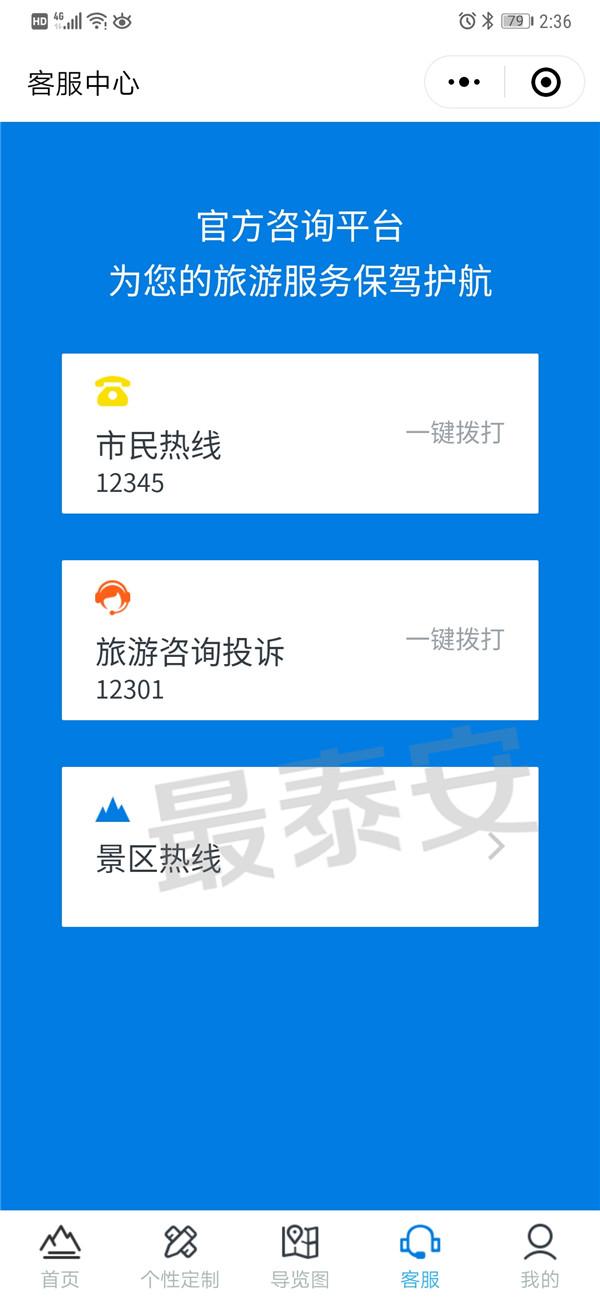 HD 4G 79 2:36
客服中心
官方咨询平台
为您的旅游服务保驾护航
市民热线
12345
一键拨打
旅游咨询投诉
12301
一键拨打
景区热线
最泰安
首页 个性定制 导览图 客服 我的